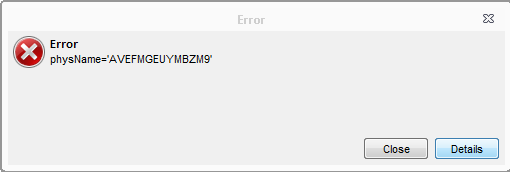 Error
Error
physName='AVEFMGEUYMBZM9'
Close
Details